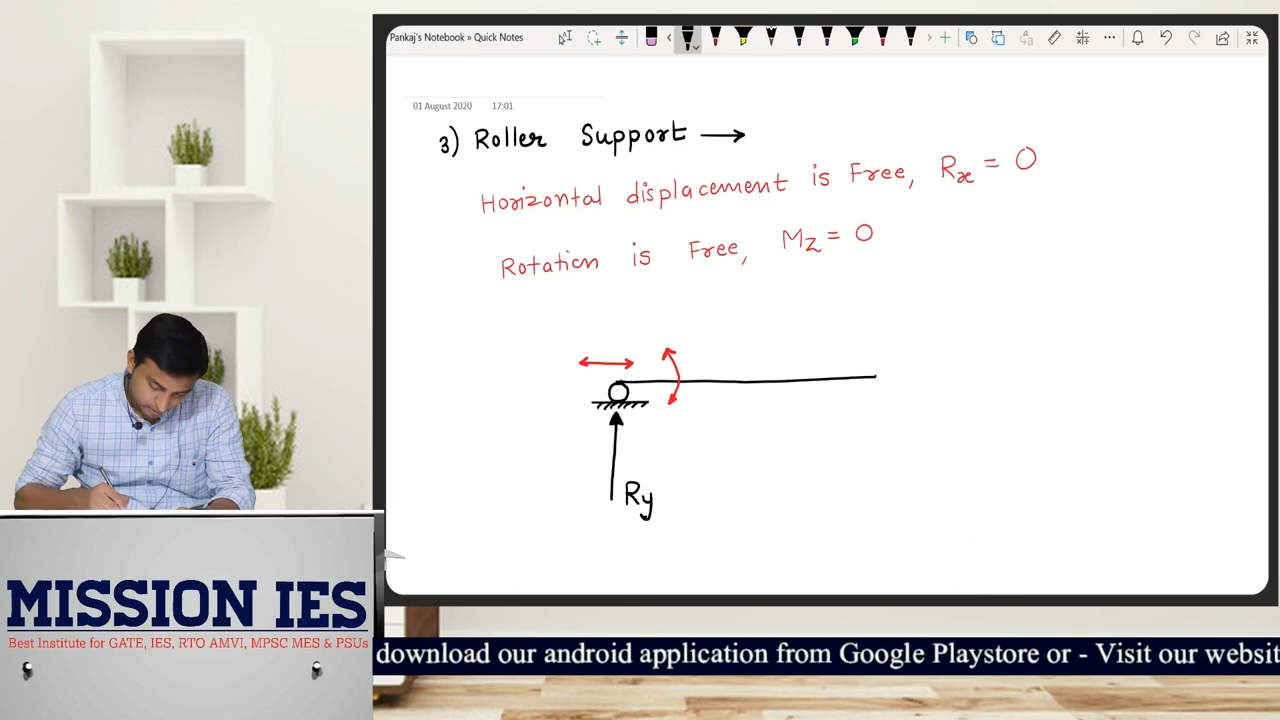 Pankaj's Notebook » Quick Notes
01 August 2020 17:01
3) Roller Support →
Horizontal displacement is Free, Rx = 0
Rotation is Free, Mz = 0
Ry
MISSION IES
Best Institute for GATE, IES, RTO AMVI, MPSC MES & PSUs
download our android application from Google Playstore or - Visit our websit